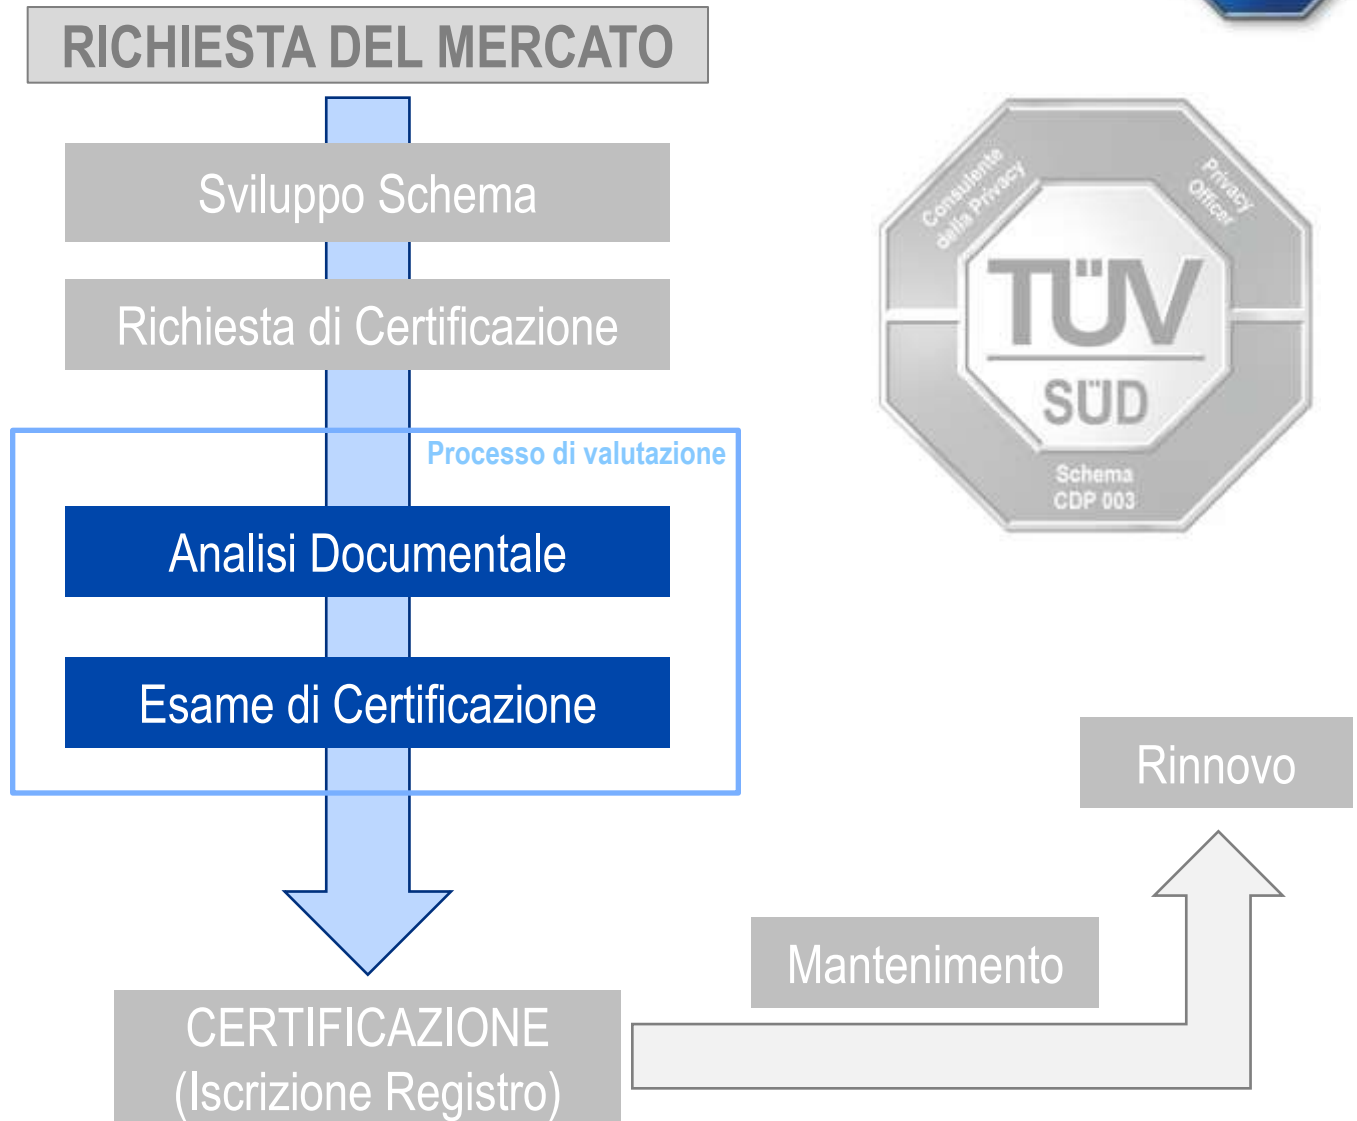 RICHIESTA DEL MERCATO
Sviluppo Schema
Richiesta di Certificazione
Processo di valutazione
Analisi Documentale
Esame di Certificazione
CERTIFICAZIONE
(Iscrizione Registro)
Mantenimento
Rinnovo
Consulente
della Privacy
Privacy
Officer
TÜV
SÜD
Schema
CDP 003